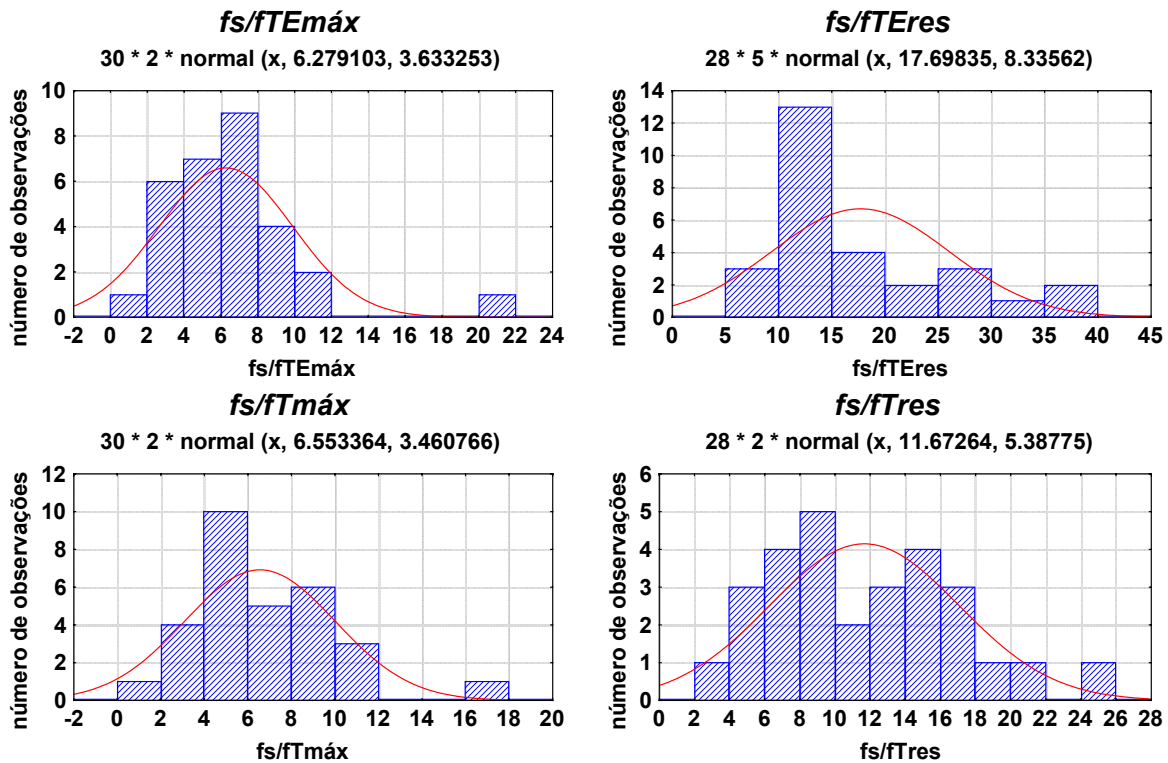 fs/fTEmáx
30 * 2 * normal (x, 6.279103, 3.633253)
número de observações
10
8
6
4
2
0
-2 0 2 4 6 8 10 12 14 16 18 20 22 24
fs/fTEmáx
fs/fTEres
28 * 5 * normal (x, 17.69835, 8.33562)
número de observações
14
12
10
8
6
4
2
0
0 5 10 15 20 25 30 35 40 45
fs/fTEres
fs/fTmáx
30 * 2 * normal (x, 6.553364, 3.460766)
número de observações
12
10
8
6
4
2
0
-2 0 2 4 6 8 10 12 14 16 18 20
fs/fTmáx
fs/fTres
28 * 2 * normal (x, 11.67264, 5.38775)
número de observações
6
5
4
3
2
1
0
0 2 4 6 8 10 12 14 16 18 20 22 24 26 28
fs/fTres